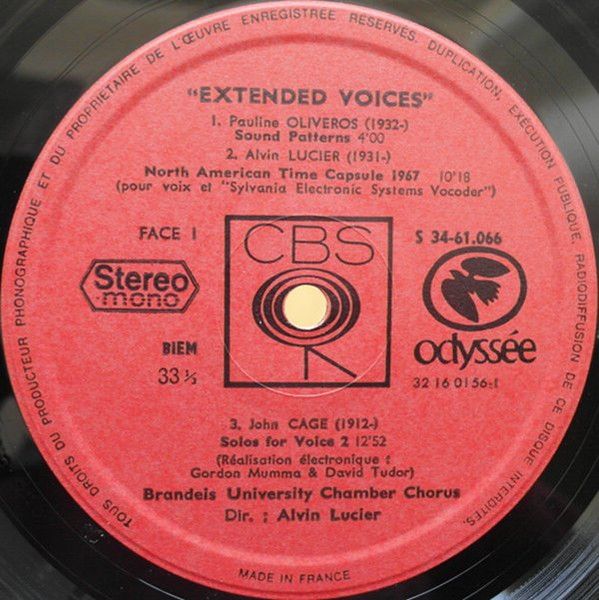 TOUS DROITS DU PRODUCTEUR PHONOGRAPHIQUE ET DU PROPRIETAIRE DE L'ŒUVRE ENREGISTRÉE RESERVÉS. DUPLICATION, EXECUTION PUBLIQUE, RADIODIFFUSION DE CE DISQUE INTERDITES.
"EXTENDED VOICES"
1. Pauline OLIVEROS (1932-)
Sound Patterns 4'00
2. Alvin LUCIER (1931-)
North American Time Capsule 1967 10'18
(pour voix et "Sylvania Electronic Systems Vocoder")
FACE 1
CBS
S 34-61.066
Stereo
-mono
odyssée
BIEM
33 ⅓
32 16 0156-1
3. John CAGE (1912-)
Solos for Voice 2 12'52
(Réalisation électronique :
Gordon Mumma & David Tudor)
Brandeis University Chamber Chorus
Dir. : Alvin Lucier
MADE IN FRANCE